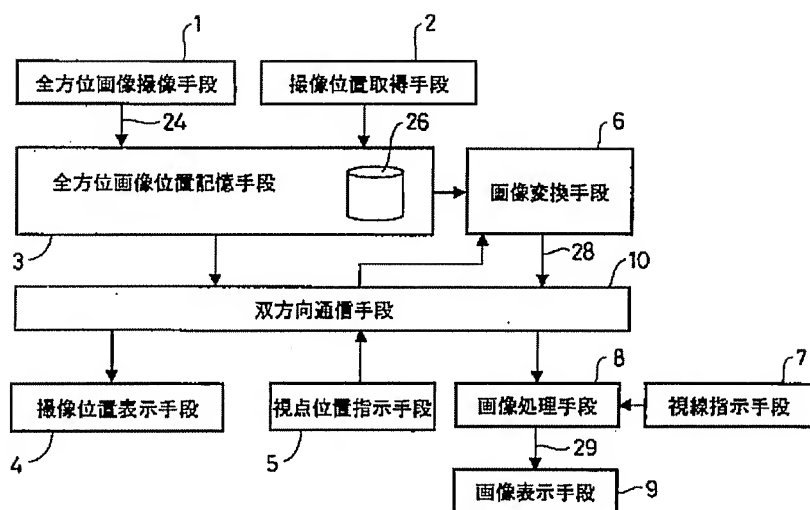 1
2
全方位画像撮像手段
撮像位置取得手段
24
26
6
全方位画像位置記憶手段
画像変換手段
3
28
10
双方向通信手段
8
7
撮像位置表示手段
視点位置指示手段
画像処理手段
視線指示手段
4
5
29
画像表示手段
9